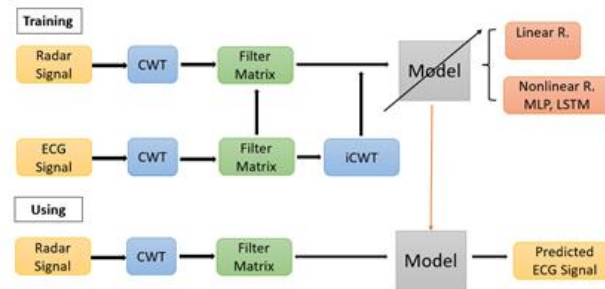 Training
Radar
Signal
CWT
Filter
Matrix
Model
Linear R.
Nonlinear R.
MLP, LSTM
ECG
Signal
CWT
Filter
Matrix
iCWT
Using
Radar
Signal
CWT
Filter
Matrix
Model
Predicted
ECG Signal